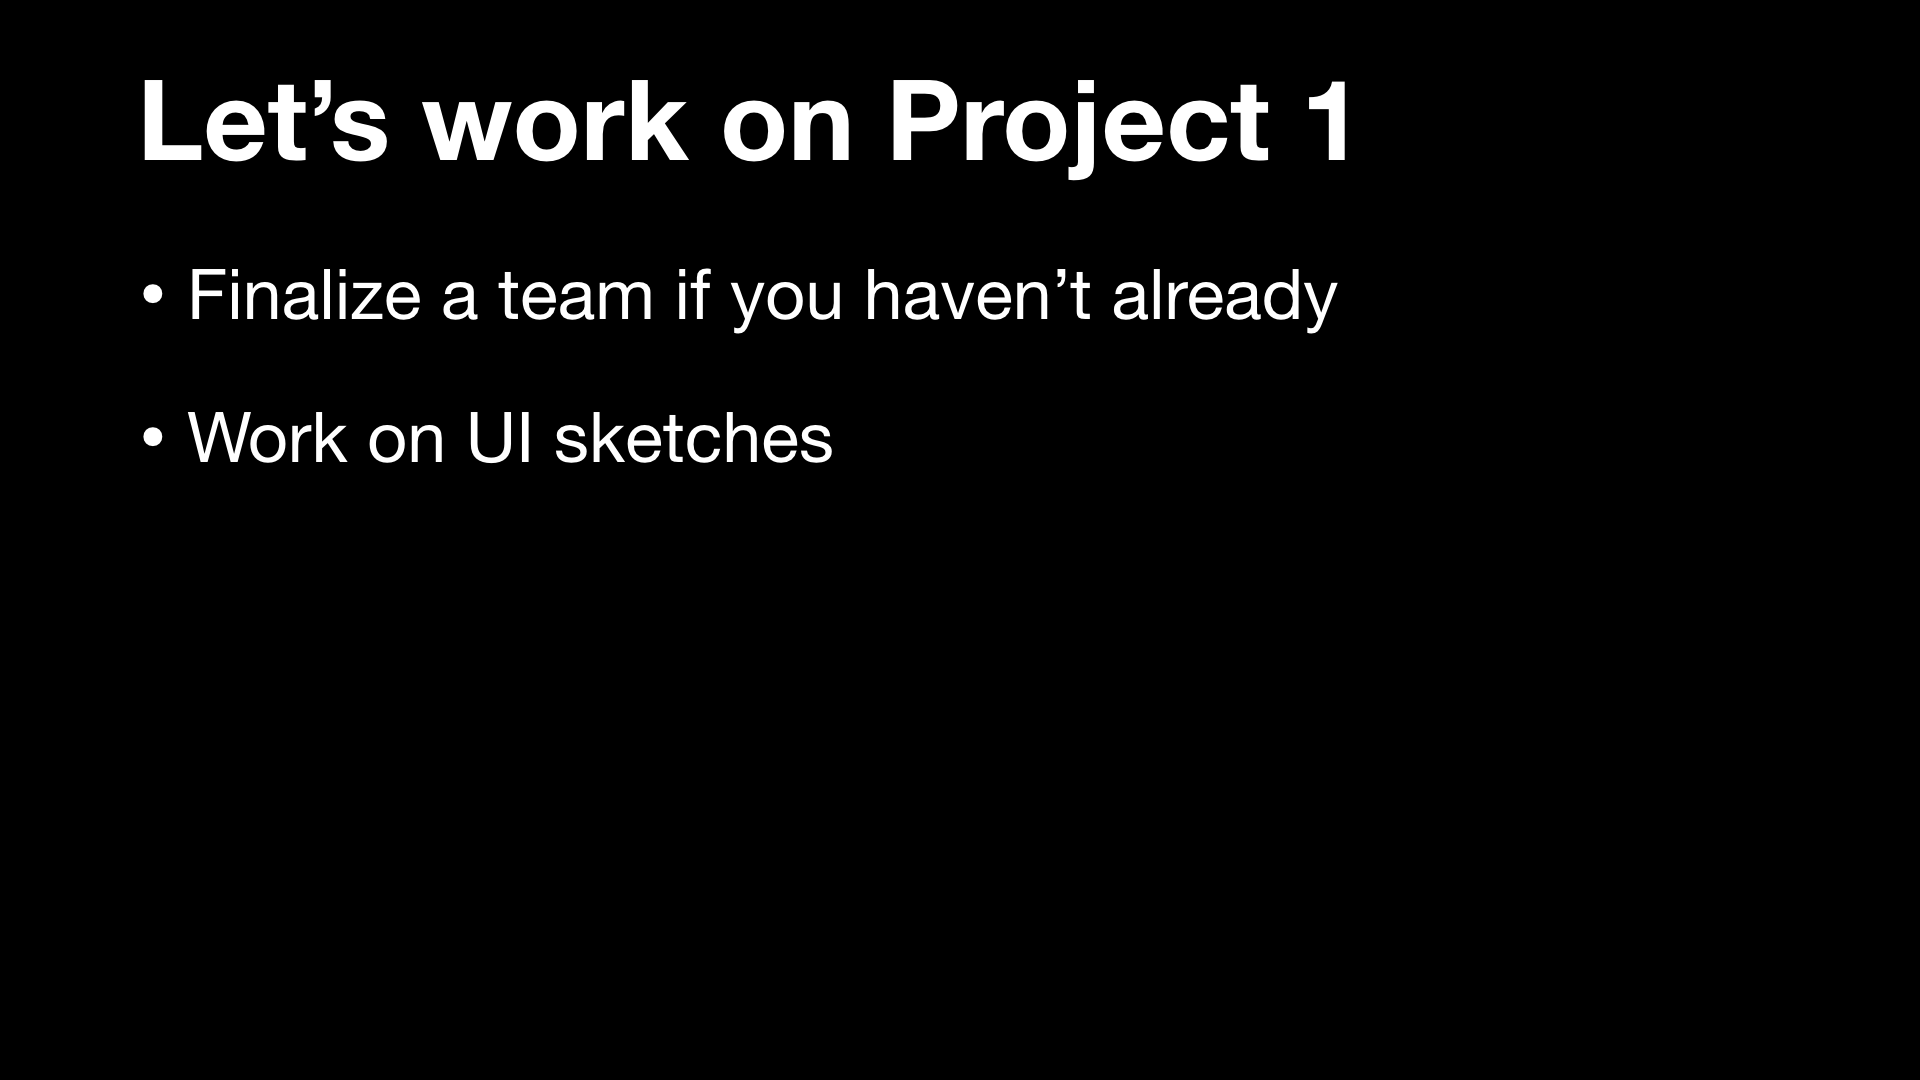 Let’s work on Project 1
• Finalize a team if you haven’t already
• Work on UI sketches